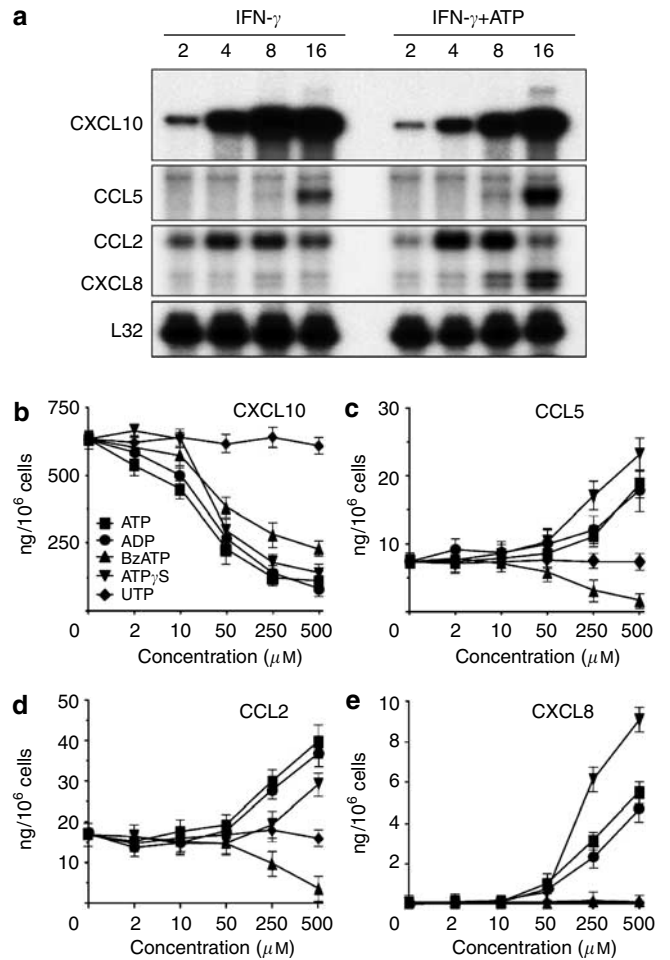 a
IFN-γ IFN-γ+ATP
2 4 8 16 2 4 8 16
CXCL10
CCL5
CCL2
CXCL8
L32
b CXCL10
750
500
250
0 2 10 50 250 500
ng/10⁶ cells
Concentration (μM)
ATP
ADP
BzATP
ATPγS
UTP
c CCL5
30
20
10
0 2 10 50 250 500
ng/10⁶ cells
Concentration (μM)
d CCL2
50
40
30
20
10
0 2 10 50 250 500
ng/10⁶ cells
Concentration (μM)
e CXCL8
10
8
6
4
2
0 2 10 50 250 500
ng/10⁶ cells
Concentration (μM)